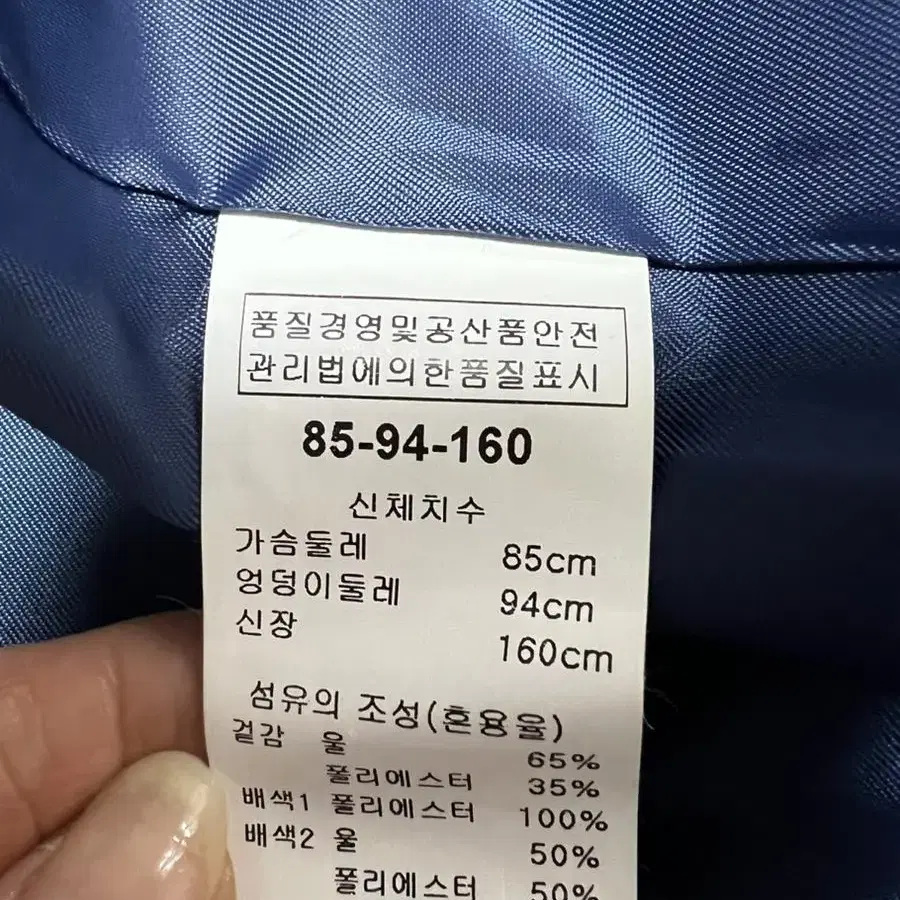 품질경영및공산품안전
관리법에의한품질표시
85-94-160
신체치수
가슴둘레 85cm
엉덩이둘레 94cm
신장 160cm
섬유의 조성(혼용율)
겉감 울 65%
폴리에스터 35%
배색1 폴리에스터 100%
배색2 울 50%
폴리에스터 50%